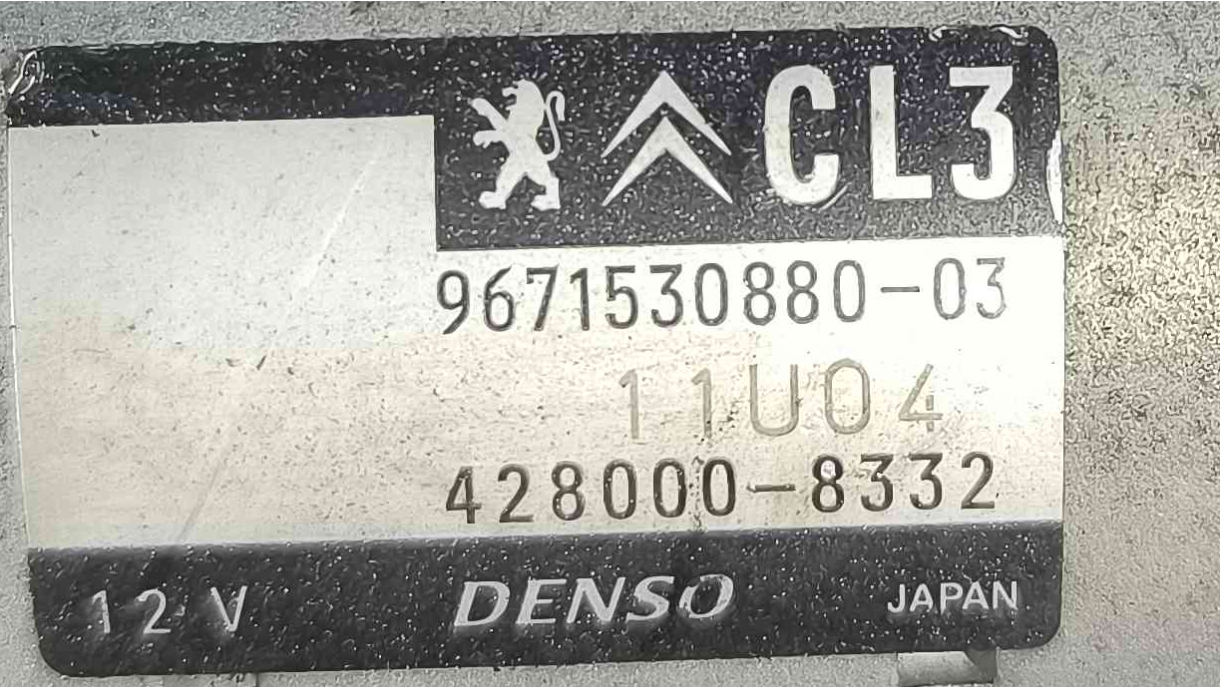 CL3
9671530880-03
11U04
428000-8332
12V DENSO JAPAN